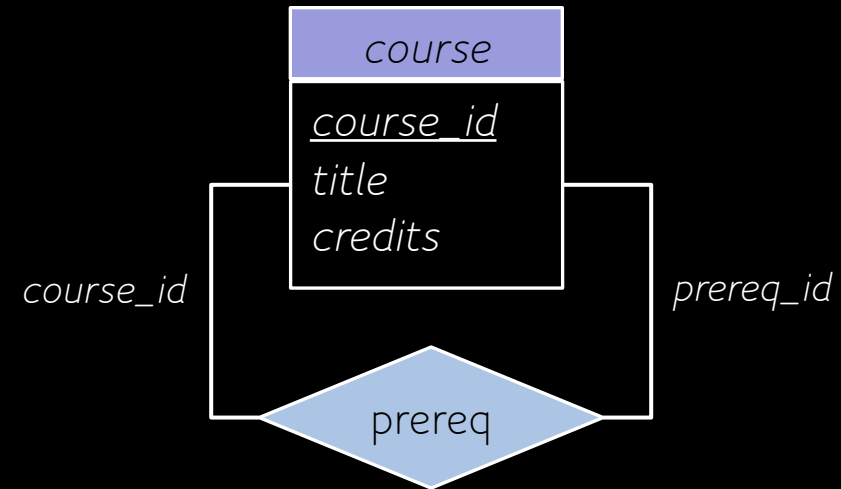 course
course_id
title
credits
course_id
prereq_id
prereq